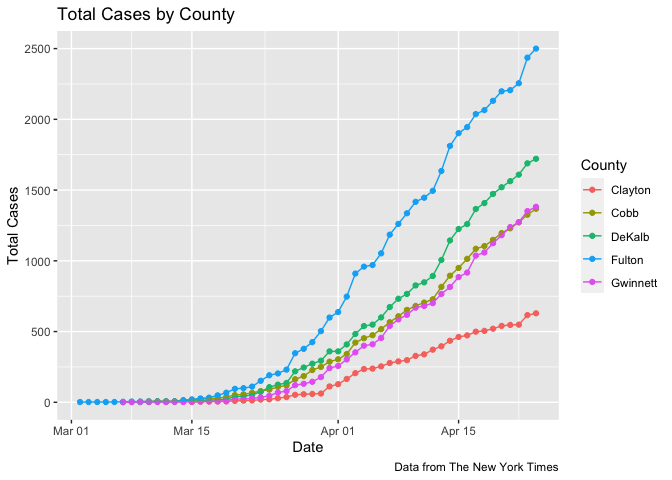 Total Cases by County
Total Cases
2500
2000
1500
1000
500
0
Mar 01
Mar 15
Apr 01
Apr 15
Date
County
Clayton
Cobb
DeKalb
Fulton
Gwinnett
Data from The New York Times